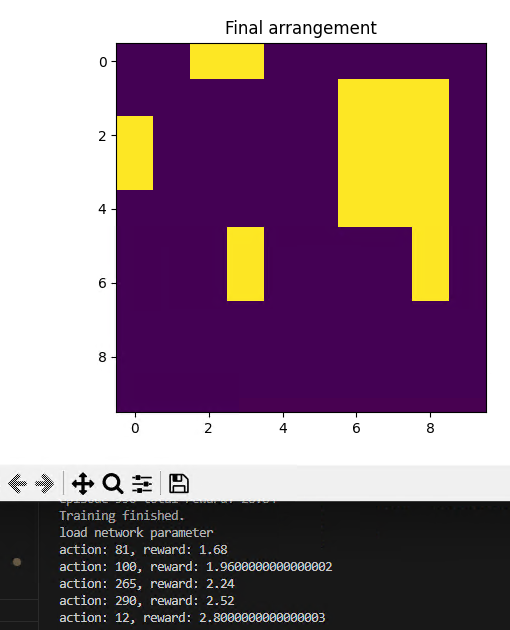 Final arrangement
0
2
4
6
8
0 2 4 6 8
Training finished.
load network parameter
action: 81, reward: 1.68
action: 100, reward: 1.9600000000000002
action: 265, reward: 2.24
action: 290, reward: 2.52
action: 12, reward: 2.8000000000000003